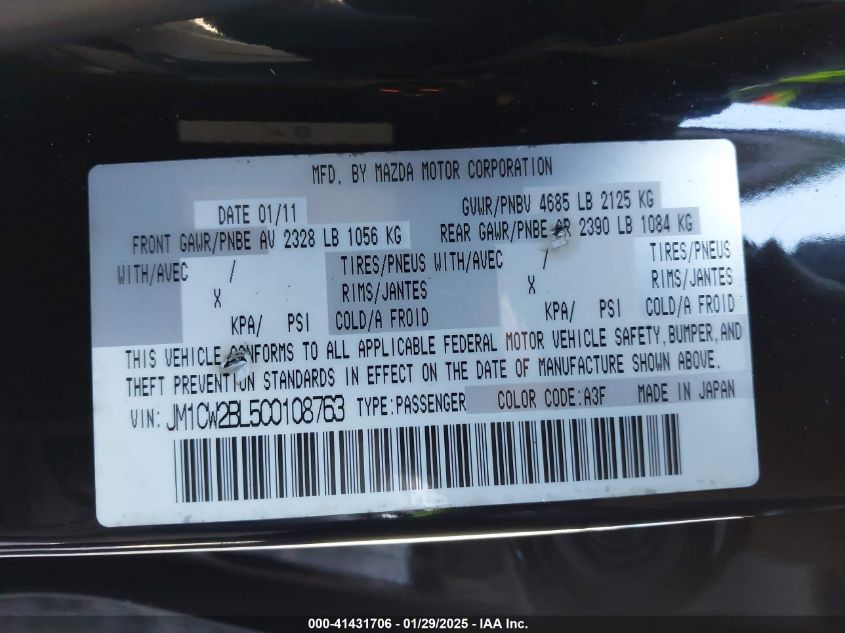 MFD. BY MAZDA MOTOR CORPORATION
DATE 01/11 GVWR/PNBV 4685 LB 2125 KG
FRONT GAWR/PNBE AV 2328 LB 1056 KG REAR GAWR/PNBE AR 2390 LB 1084 KG
WITH/AVEC / TIRES/PNEUS WITH/AVEC / TIRES/PNEUS
X RIMS/JANTES X RIMS/JANTES
KPA/ PSI COLD/A FROID KPA/ PSI COLD/A FROID
THIS VEHICLE CONFORMS TO ALL APPLICABLE FEDERAL MOTOR VEHICLE SAFETY,BUMPER,AND
THEFT PREVENTION STANDARDS IN EFFECT ON THE DATE OF MANUFACTURE SHOWN ABOVE.
VIN: JM1CW2BL5C0108763 TYPE:PASSENGER COLOR CODE:A3F MADE IN JAPAN
000-41431706 - 01/29/2025 - IAA Inc.